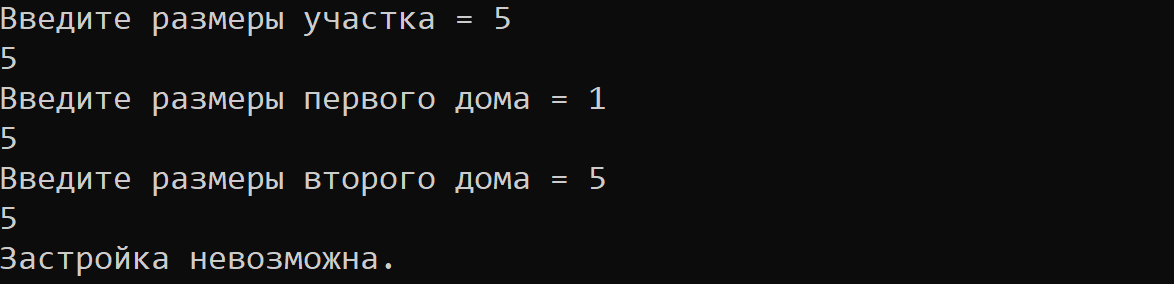 Введите размеры участка = 5
5
Введите размеры первого дома = 1
5
Введите размеры второго дома = 5
5
Застройка невозможна.